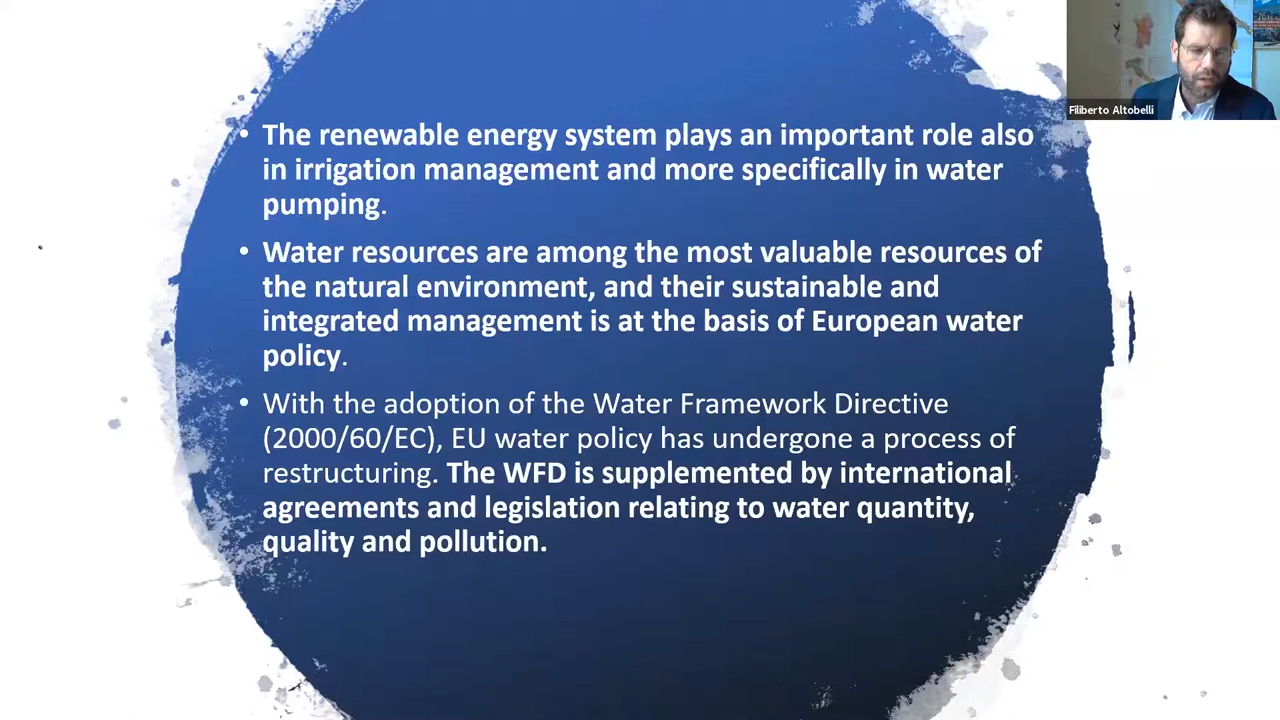 Filiberto Altobelli
• The renewable energy system plays an important role also
in irrigation management and more specifically in water
pumping.
• Water resources are among the most valuable resources of
the natural environment, and their sustainable and
integrated management is at the basis of European water
policy.
• With the adoption of the Water Framework Directive
(2000/60/EC), EU water policy has undergone a process of
restructuring. The WFD is supplemented by international
agreements and legislation relating to water quantity,
quality and pollution.